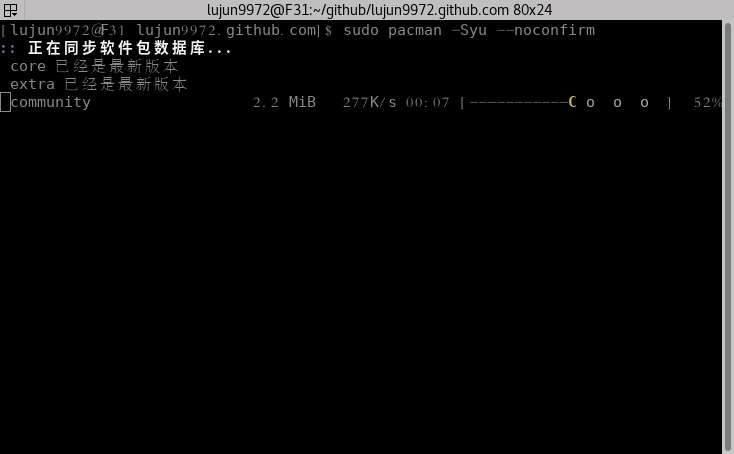 lujun9972@F31:~/github/lujun9972.github.com 80x24
[lujun9972@F31 lujun9972.github.com]$ sudo pacman -Syu --noconfirm
:: 正在同步软件包数据库...
core 已经是最新版本
extra 已经是最新版本
community 2.2 MiB 277K/s 00:07 [-----------C o o o ] 52%